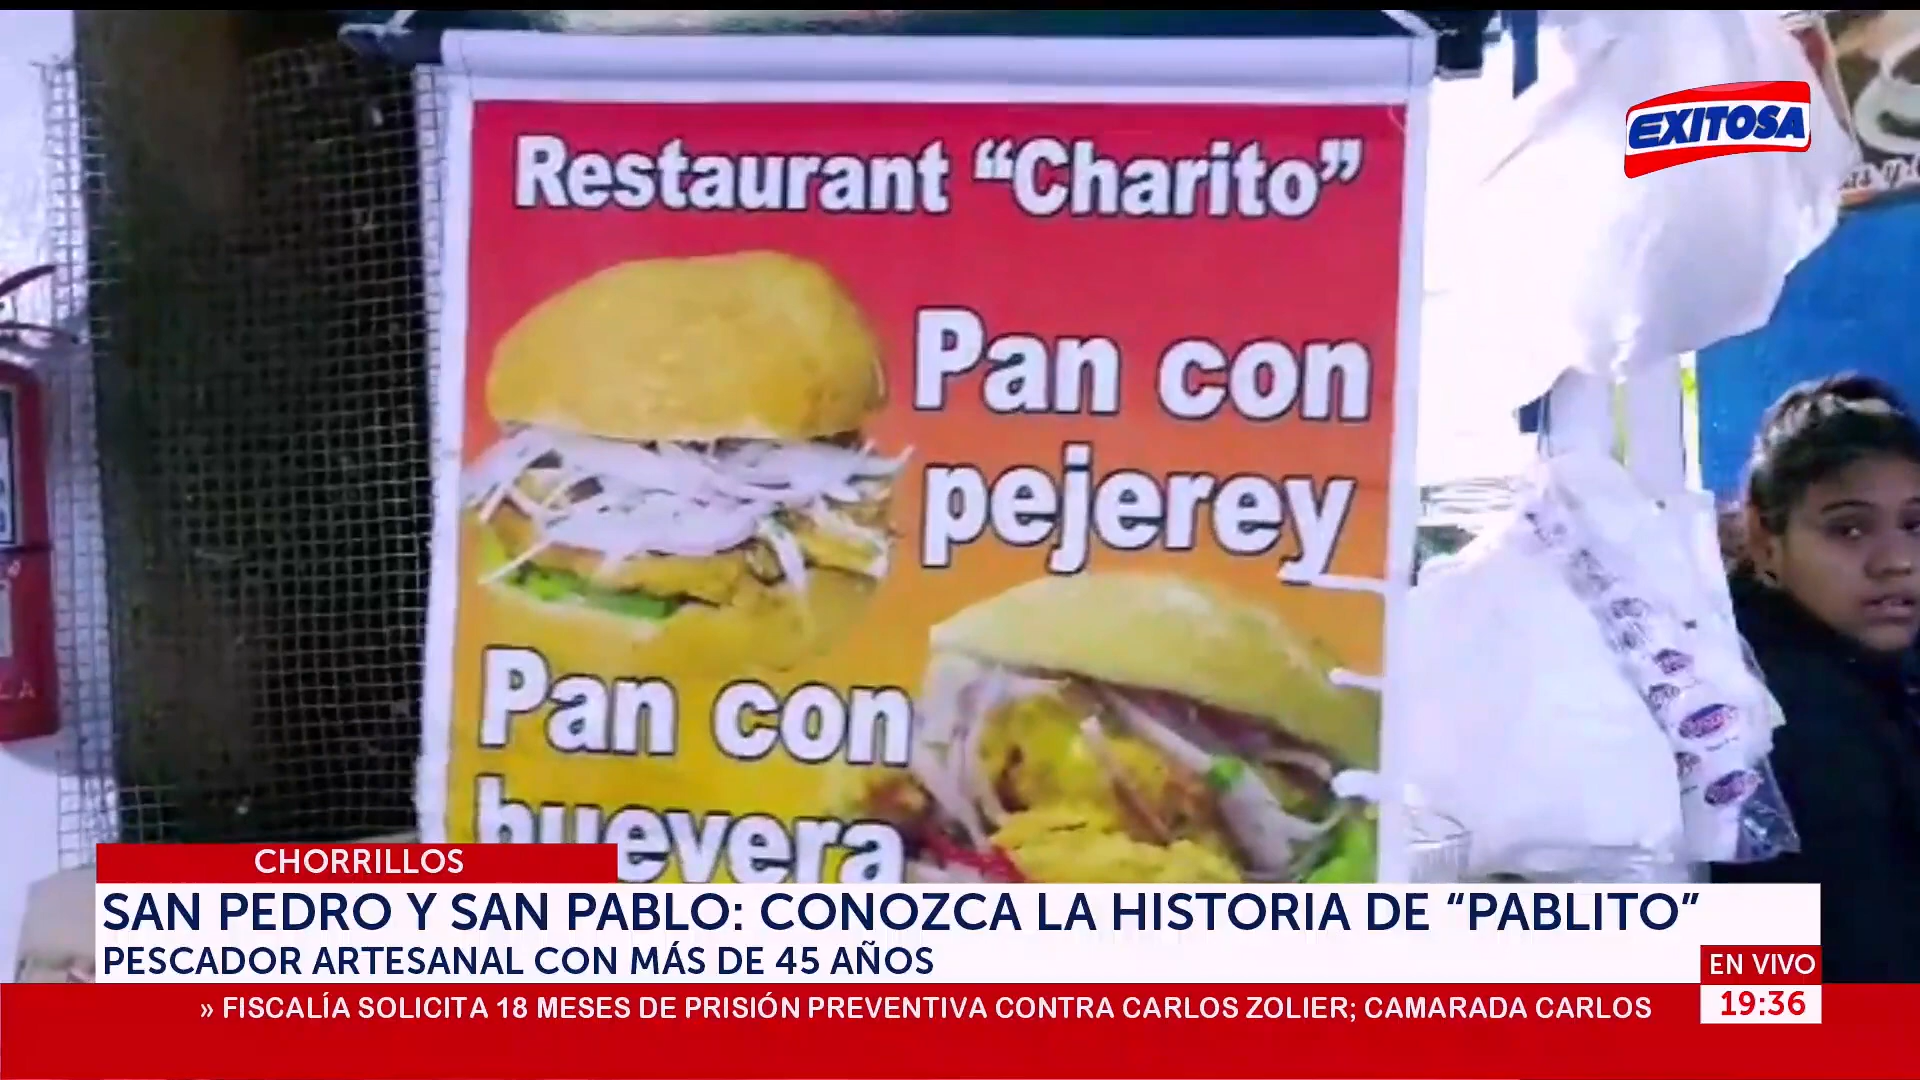 EXITOSA
Restaurant “Charito”
Pan con
pejerey
Pan con
huevera
CHORRILLOS
SAN PEDRO Y SAN PABLO: CONOZCA LA HISTORIA DE “PABLITO”
PESCADOR ARTESANAL CON MÁS DE 45 AÑOS
EN VIVO
19:36
» FISCALÍA SOLICITA 18 MESES DE PRISIÓN PREVENTIVA CONTRA CARLOS ZOLIER; CAMARADA CARLOS